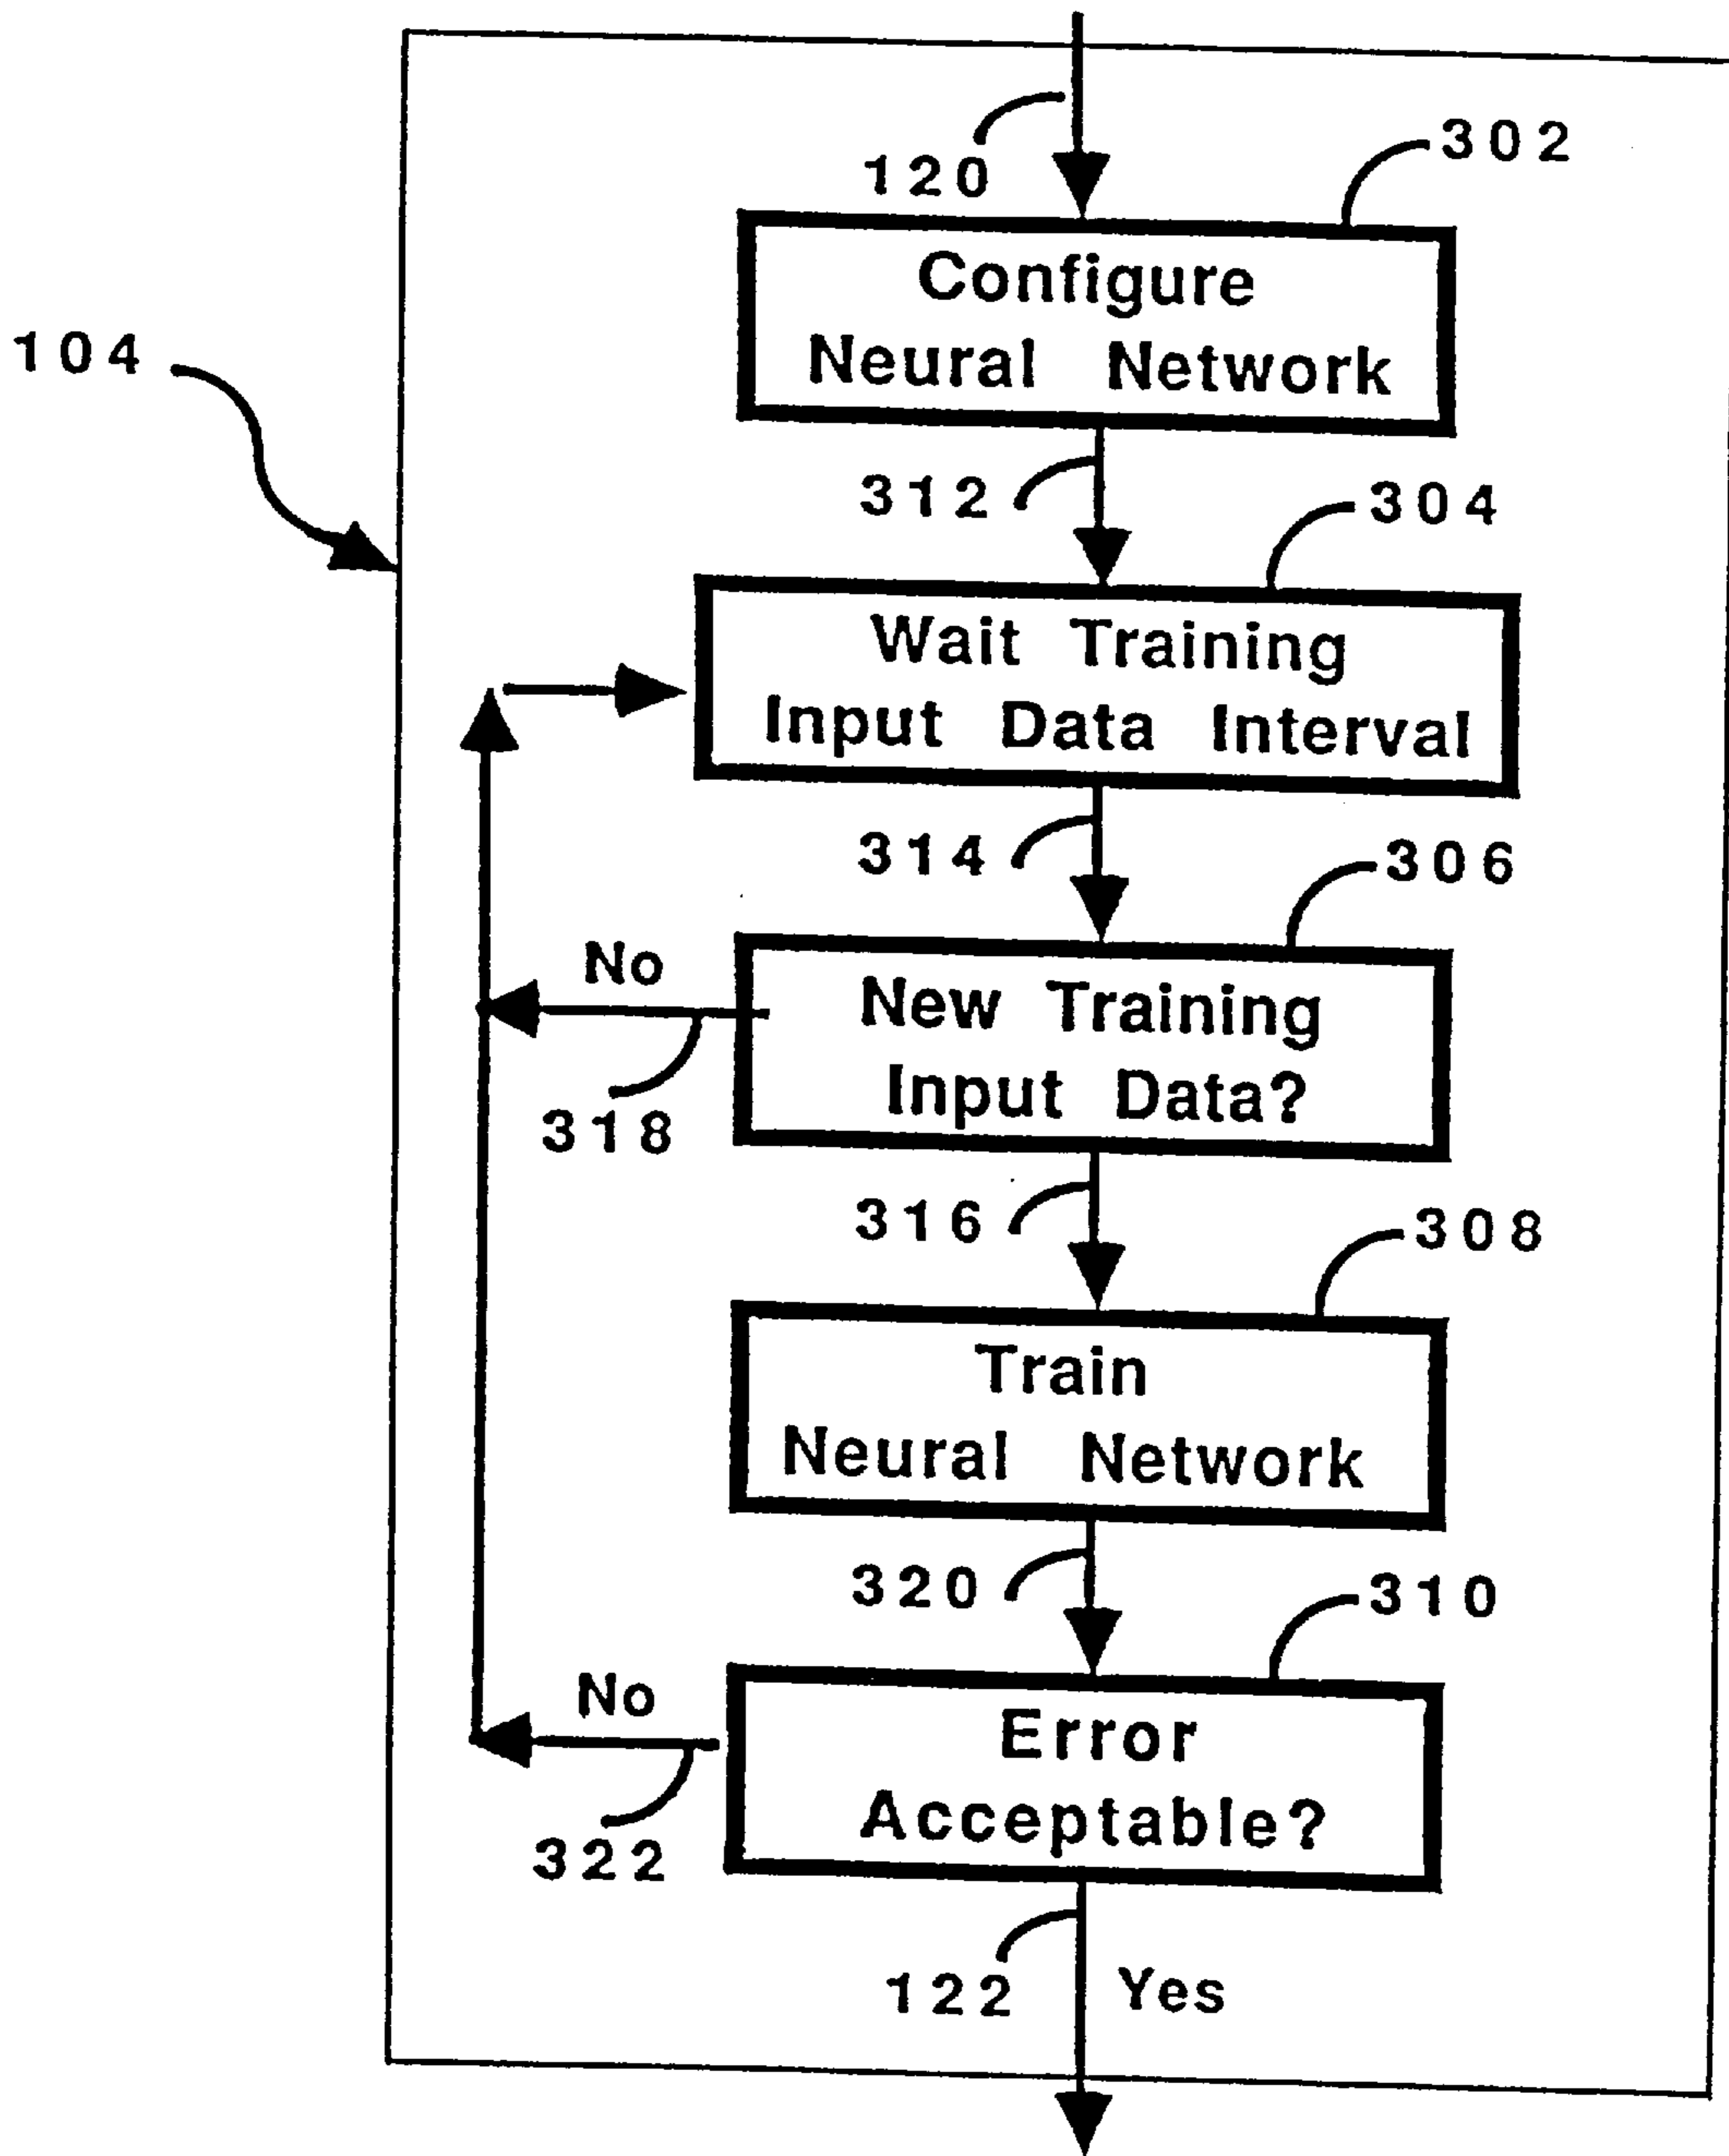 120
302
Configure
Neural Network
104
312
304
Wait Training
Input Data Interval
314
306
No
New Training
Input Data?
318
316
308
Train
Neural Network
320
310
No
Error
Acceptable?
322
122
Yes